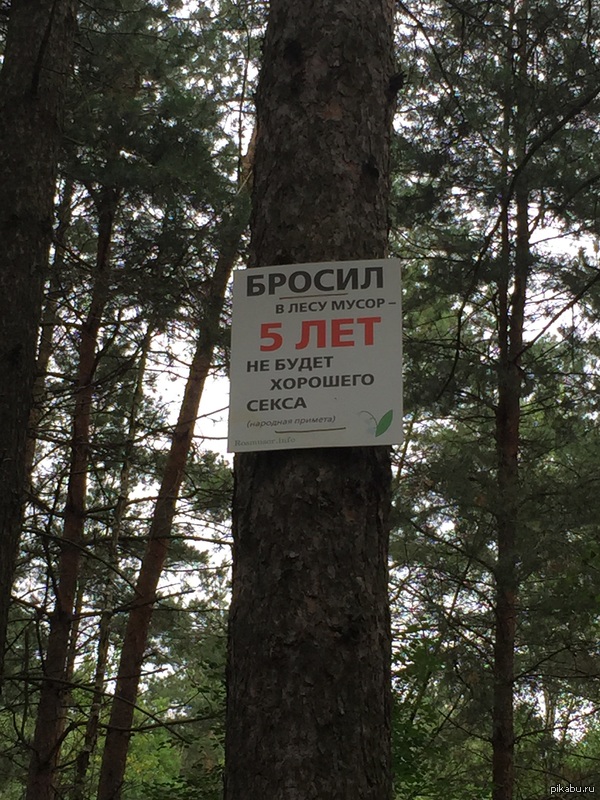 БРОСИЛ
В ЛЕСУ МУСОР –
5 ЛЕТ
НЕ БУДЕТ
ХОРОШЕГО
СЕКСА
(народная примета)
pikabu.ru